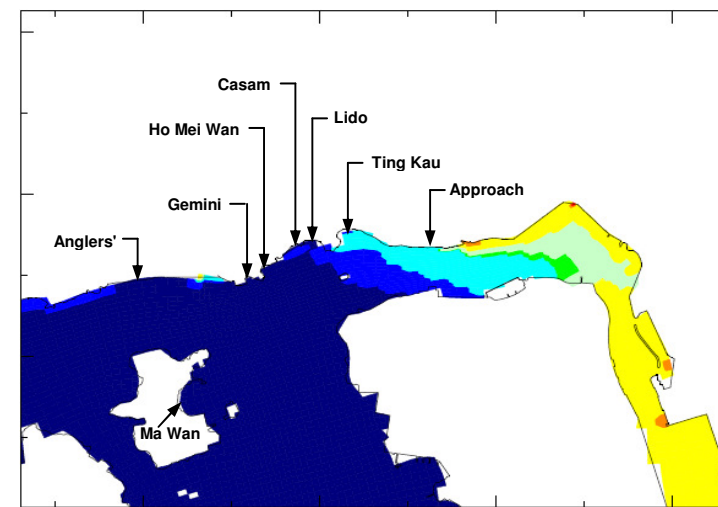 Casam
Lido
Ho Mei Wan
Ting Kau
Approach
Gemini
Anglers'
Ma Wan